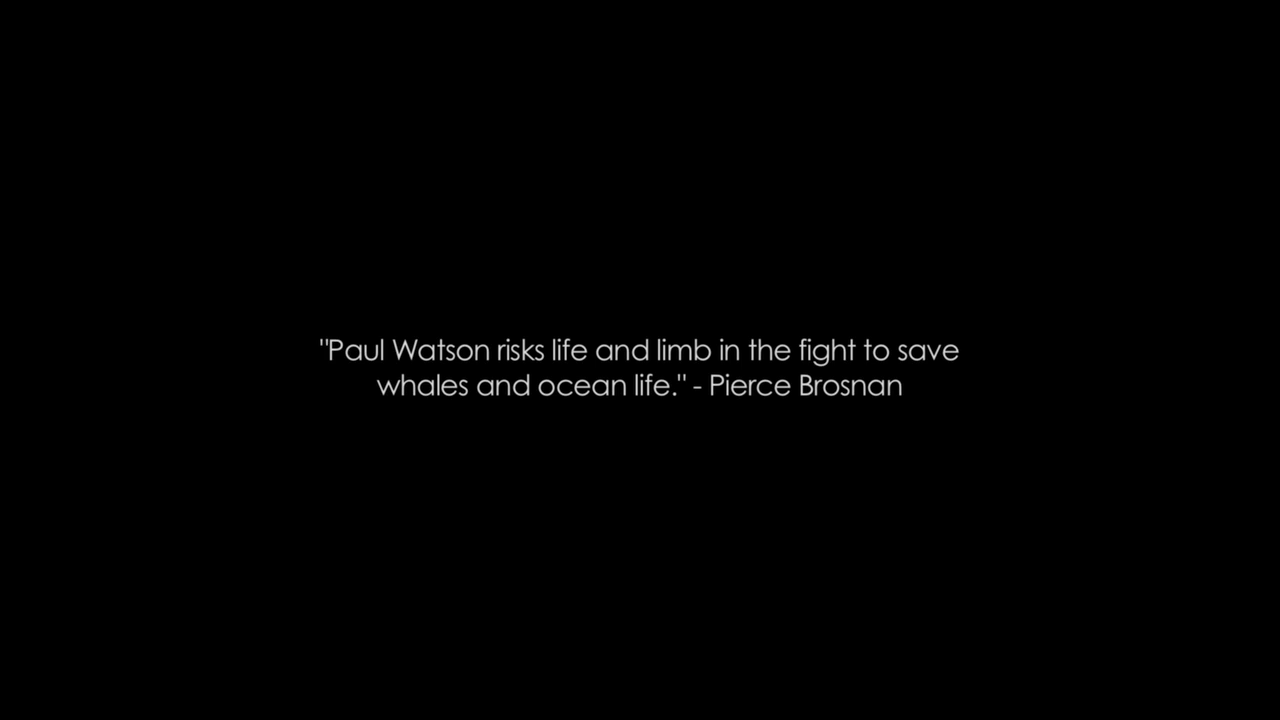 "Paul Watson risks life and limb in the fight to save
whales and ocean life." - Pierce Brosnan